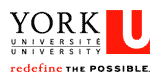 YORK U
UNIVERSITÉ
UNIVERSITY
redefine THE POSSIBLE.